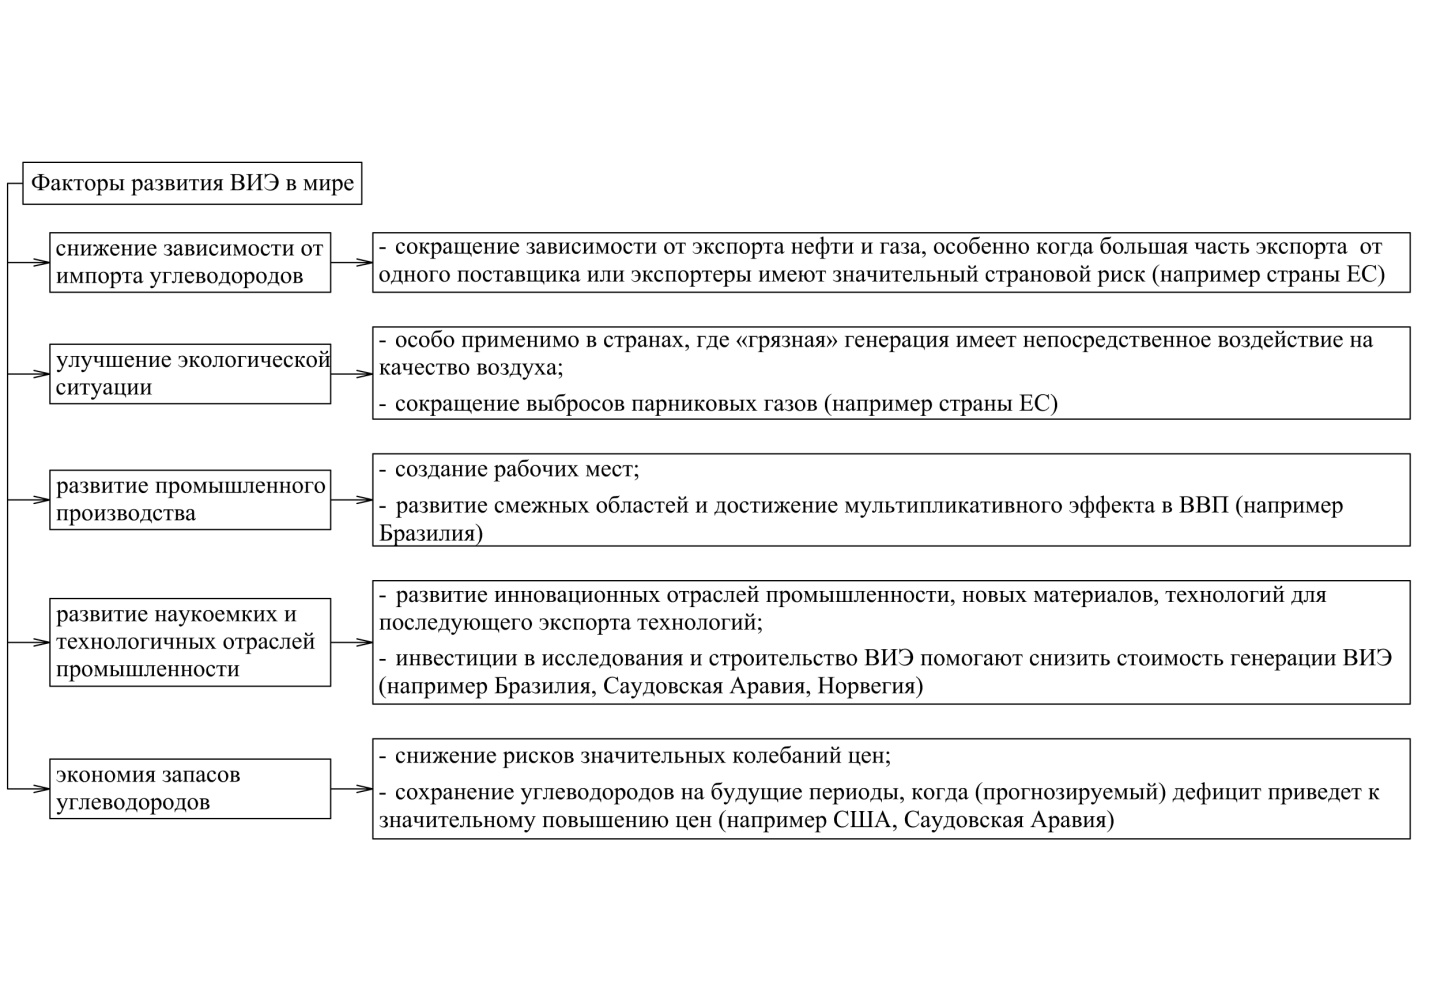 Факторы развития ВИЭ в мире
снижение зависимости от
импорта углеводородов
- сокращение зависимости от экспорта нефти и газа, особенно когда большая часть экспорта от
одного поставщика или экспортеры имеют значительный страновой риск (например страны ЕС)
улучшение экологической
ситуации
- особо применимо в странах, где «грязная» генерация имеет непосредственное воздействие на
качество воздуха;
- сокращение выбросов парниковых газов (например страны ЕС)
развитие промышленного
производства
- создание рабочих мест;
- развитие смежных областей и достижение мультипликативного эффекта в ВВП (например
Бразилия)
развитие наукоемких и
технологичных отраслей
промышленности
- развитие инновационных отраслей промышленности, новых материалов, технологий для
последующего экспорта технологий;
- инвестиции в исследования и строительство ВИЭ помогают снизить стоимость генерации ВИЭ
(например Бразилия, Саудовская Аравия, Норвегия)
экономия запасов
углеводородов
- снижение рисков значительных колебаний цен;
- сохранение углеводородов на будущие периоды, когда (прогнозируемый) дефицит приведет к
значительному повышению цен (например США, Саудовская Аравия)